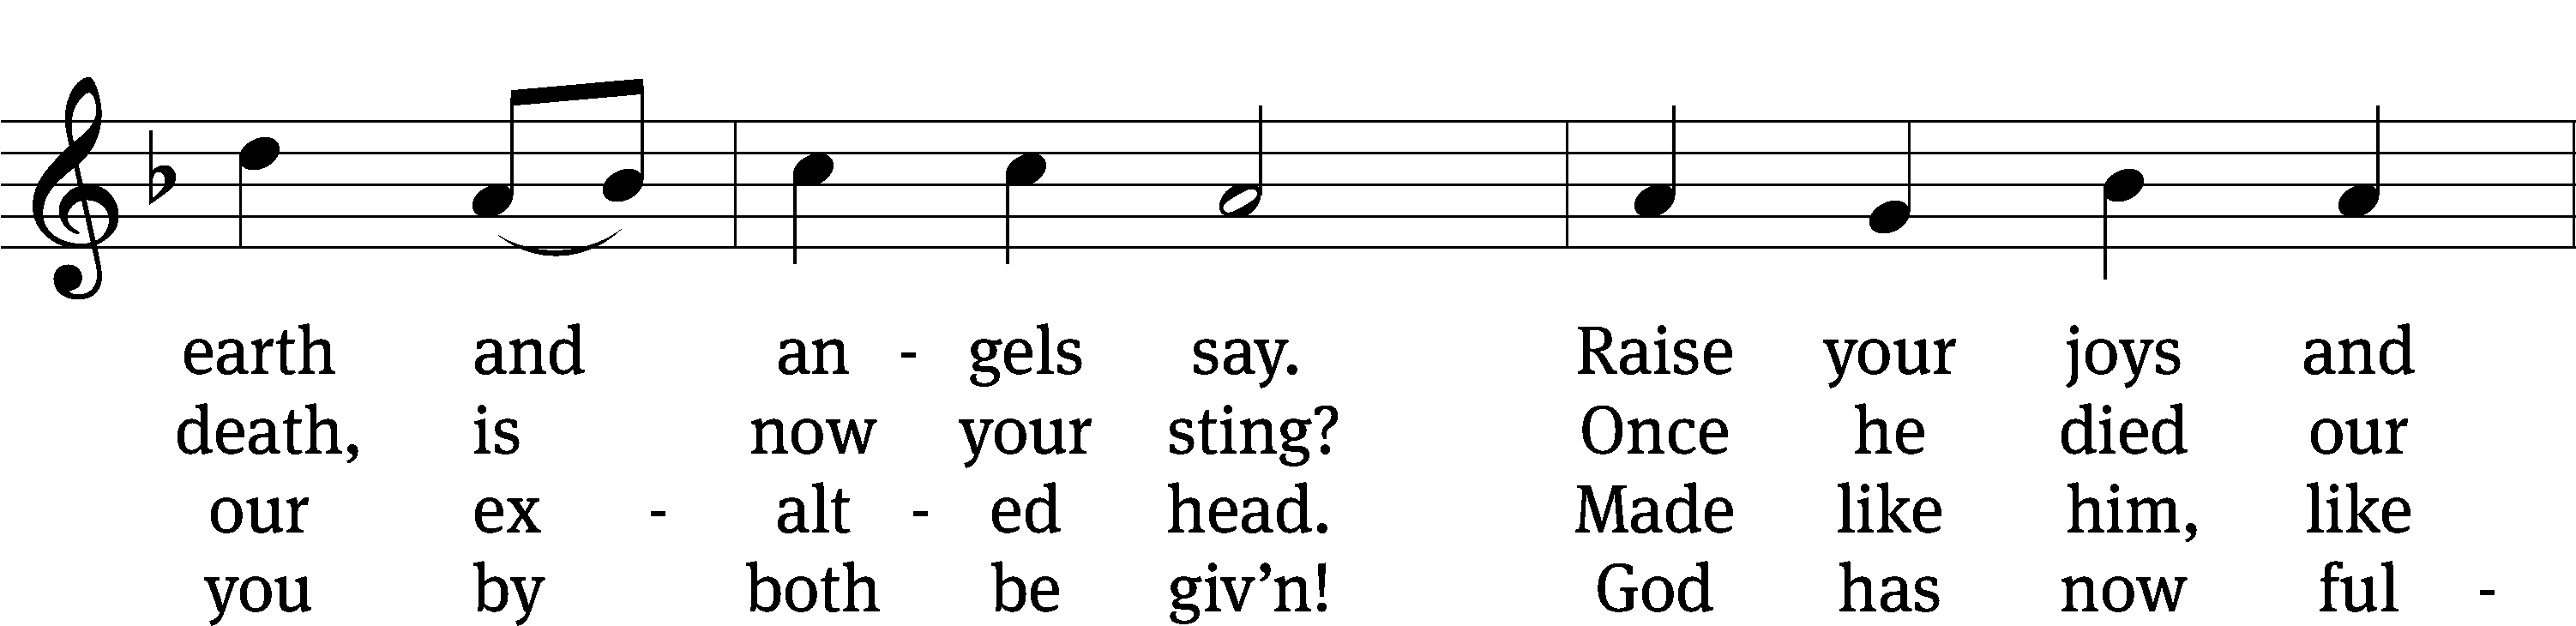 earth and an - gels say. Raise your joys and
death, is now your sting? Once he died our
our ex - alt - ed head. Made like him, like
you by both be giv’n! God has now ful -